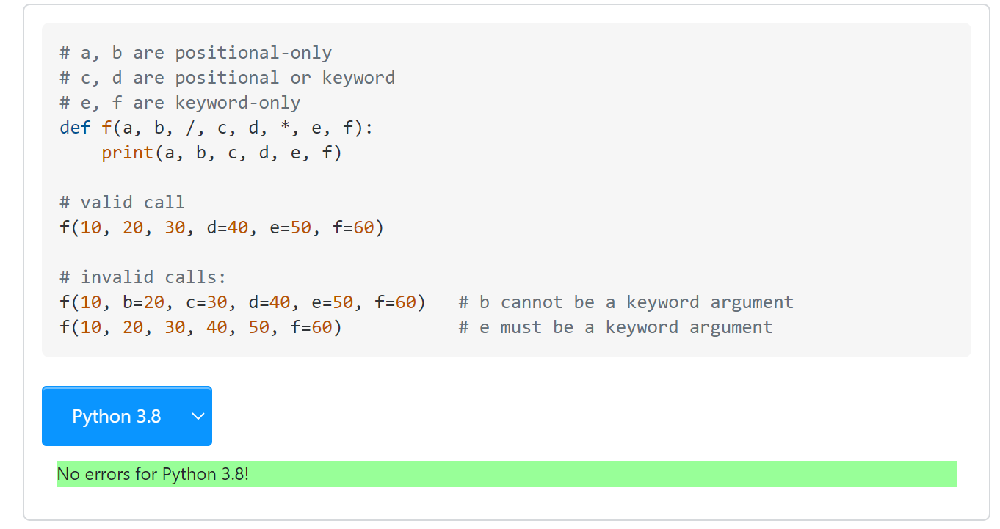 # a, b are positional-only
# c, d are positional or keyword
# e, f are keyword-only
def f(a, b, /, c, d, *, e, f):
    print(a, b, c, d, e, f)

# valid call
f(10, 20, 30, d=40, e=50, f=60)

# invalid calls:
f(10, b=20, c=30, d=40, e=50, f=60)   # b cannot be a keyword argument
f(10, 20, 30, 40, 50, f=60)           # e must be a keyword argument
Python 3.8
No errors for Python 3.8!